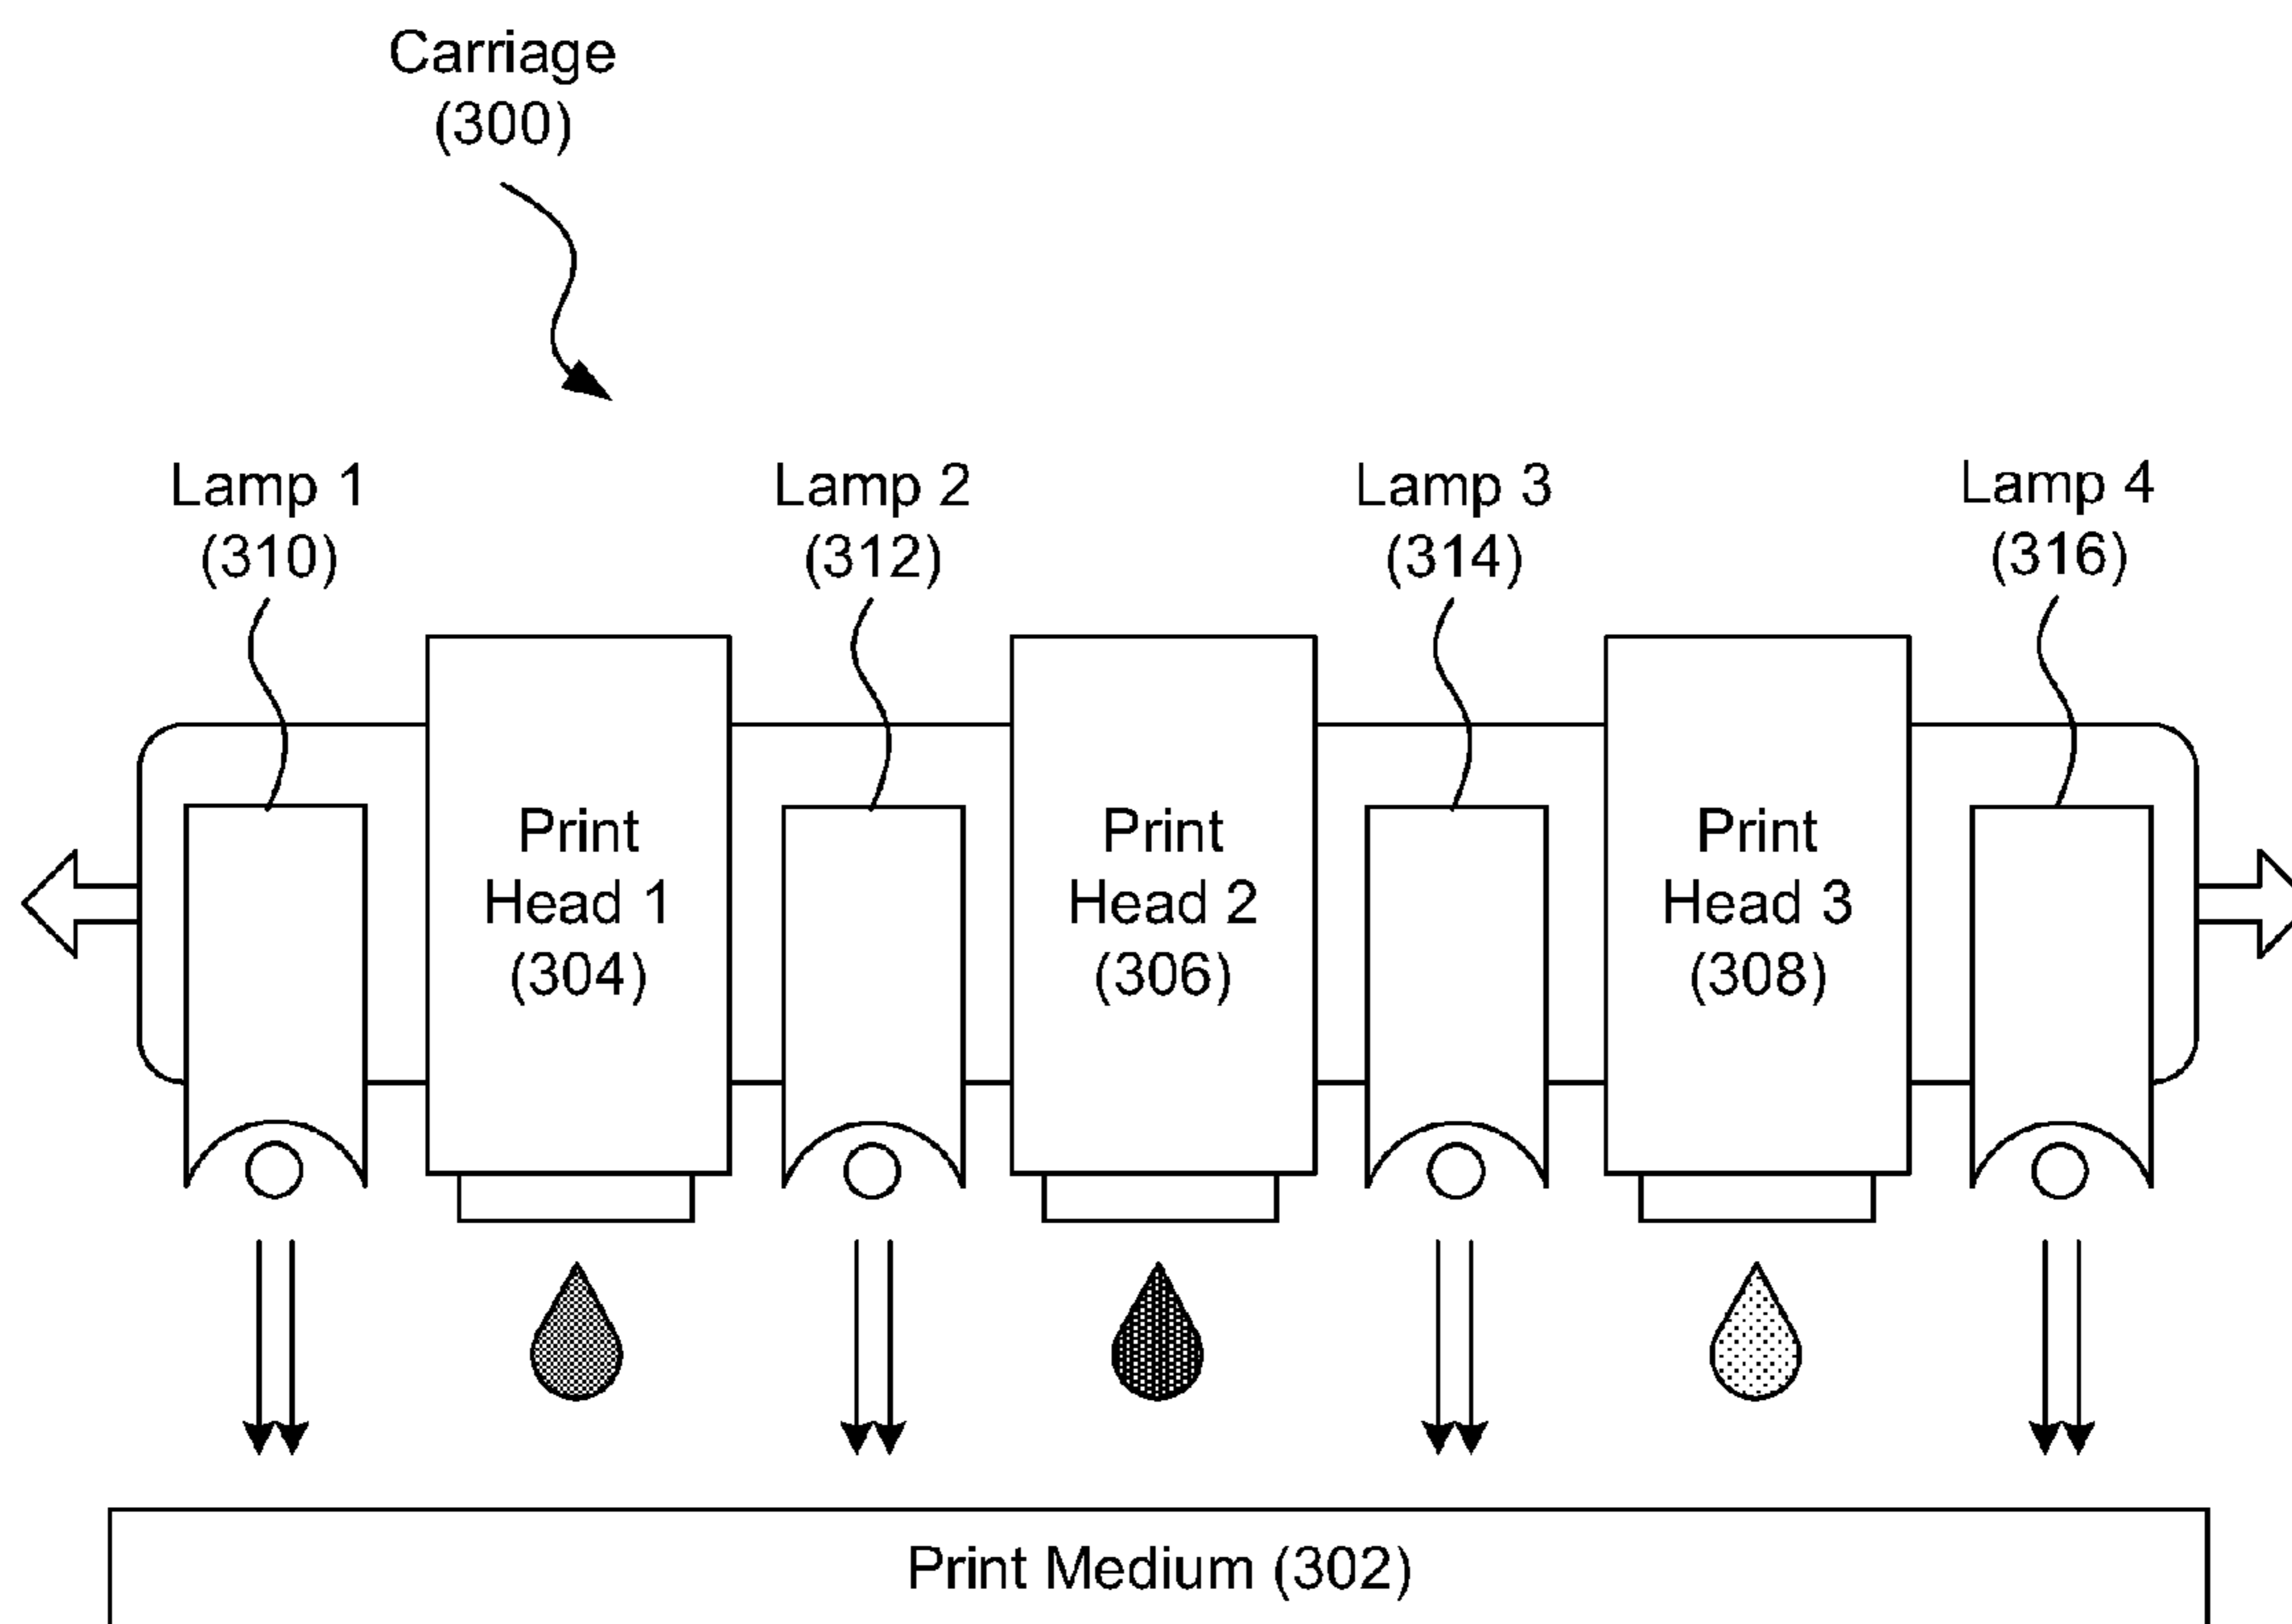 Carriage
(300)
Lamp 1
(310)
Lamp 2
(312)
Lamp 3
(314)
Lamp 4
(316)
Print
Head 1
(304)
Print
Head 2
(306)
Print
Head 3
(308)
Print Medium (302)